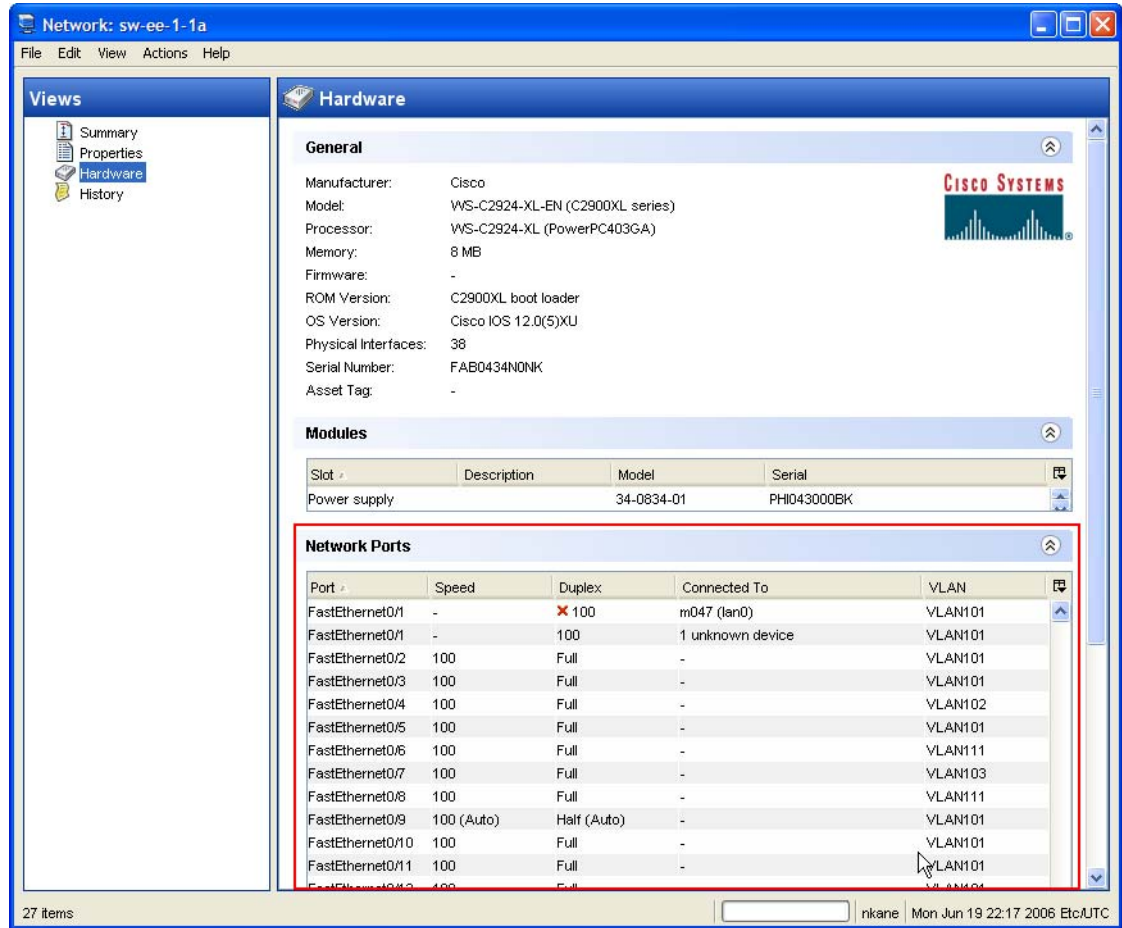 Network: sw-ee-1-1a
File Edit View Actions Help
Views
Summary
Properties
Hardware
History
Hardware
General
Manufacturer: Cisco
Model: WS-C2924-XL-EN (C2900XL series)
Processor: WS-C2924-XL (PowerPC403GA)
Memory: 8 MB
Firmware: -
ROM Version: C2900XL boot loader
OS Version: Cisco IOS 12.0(5)XU
Physical Interfaces: 38
Serial Number: FAB0434N0NK
Asset Tag: -
CISCO SYSTEMS
Modules
Slot Description Model Serial
Power supply 34-0834-01 PHI043000BK
Network Ports
Port Speed Duplex Connected To VLAN
FastEthernet0/1 - 100 m047 (lan0) VLAN101
FastEthernet0/1 - 100 1 unknown device VLAN101
FastEthernet0/2 100 Full - VLAN101
FastEthernet0/3 100 Full - VLAN101
FastEthernet0/4 100 Full - VLAN102
FastEthernet0/5 100 Full - VLAN101
FastEthernet0/6 100 Full - VLAN111
FastEthernet0/7 100 Full - VLAN103
FastEthernet0/8 100 Full - VLAN111
FastEthernet0/9 100 (Auto) Half (Auto) - VLAN101
FastEthernet0/10 100 Full - VLAN101
FastEthernet0/11 100 Full - VLAN101
27 items
nkane Mon Jun 19 22:17 2006 Etc/UTC